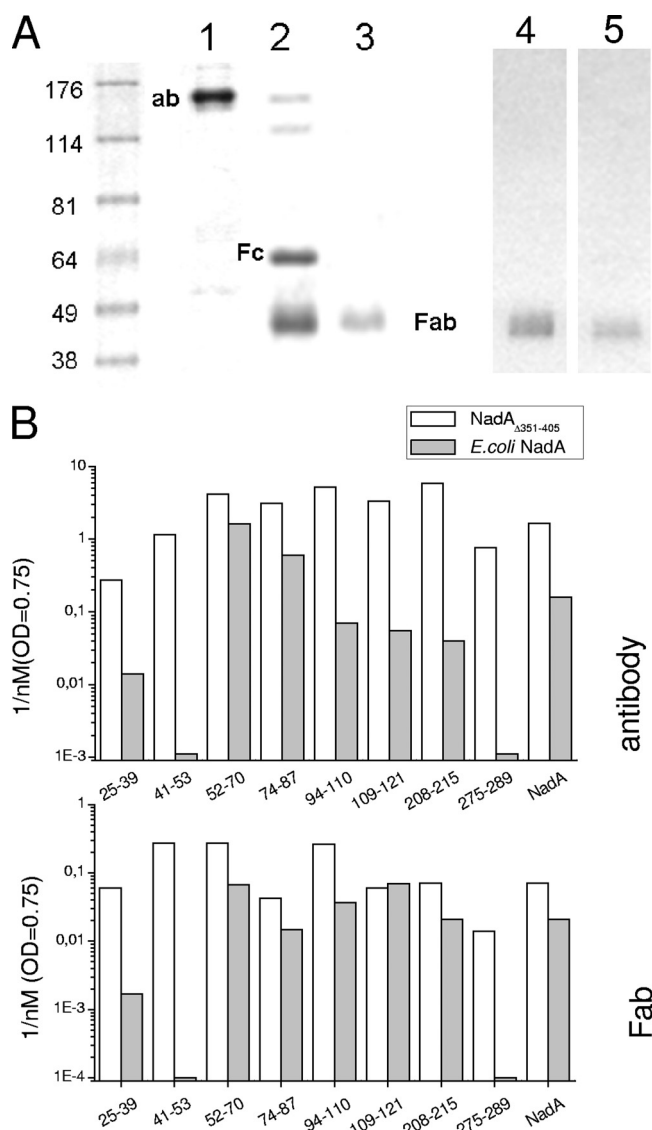 A
1 2 3 4 5
176
ab
114
81
Fc
64
49
Fab
38
B
NadAΔ351-405
E.coli NadA
10
1
0,1
0,01
1E-3
1/nM(OD=0.75)
antibody
25-39 41-53 52-70 74-87 94-110 109-121 208-215 275-289 NadA
1
0,1
0,01
1E-3
1E-4
1/nM (OD=0.75)
Fab
25-39 41-53 52-70 74-87 94-110 109-121 208-215 275-289 NadA